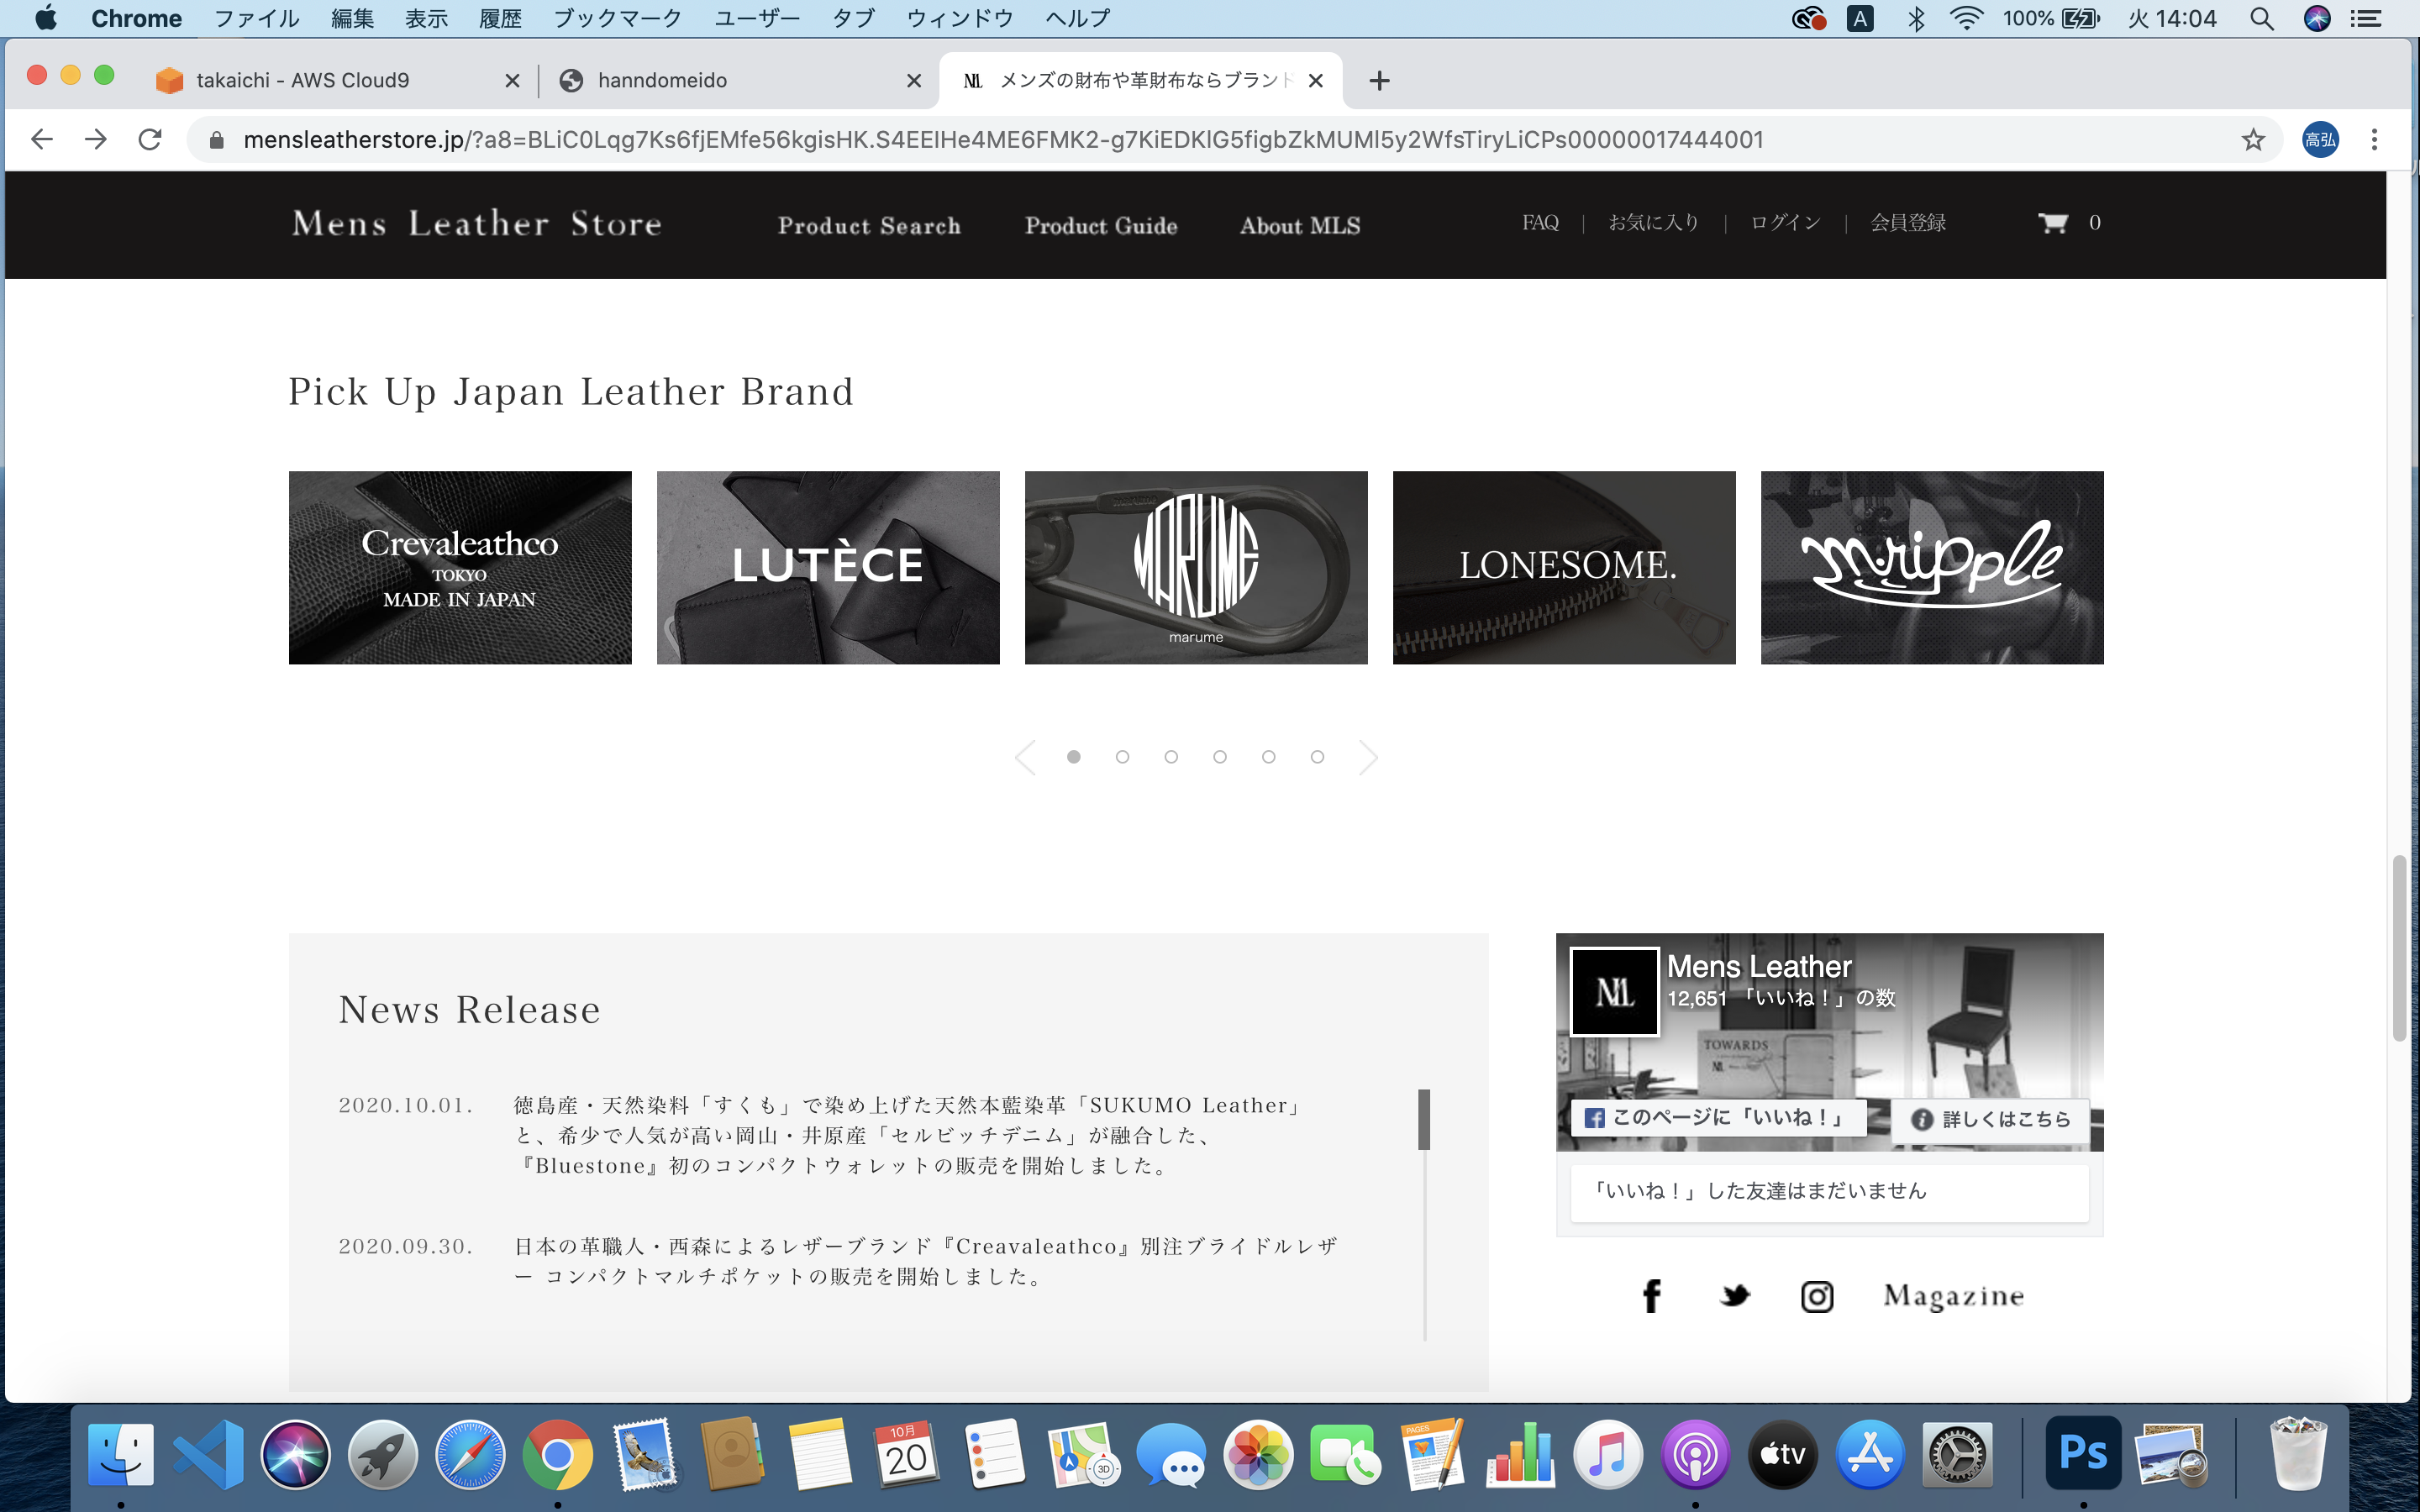 Chrome ファイル 編集 表示 履歴 ブックマーク ユーザー タブ ウィンドウ ヘルプ A 100% 火 14:04
takaichi - AWS Cloud9 hanndomeido メンズの財布や革財布ならブランド
mensleatherstore.jp/?a8=BLiC0Lqg7Ks6fjEMfe56kgisHK.S4EElHe4ME6FMK2-g7KiEDKlG5figbZkMUMl5y2WfsTiryLiCPs00000017444001 高弘
Mens Leather Store Product Search Product Guide About MLS FAQ | お気に入り | ログイン | 会員登録 0
Pick Up Japan Leather Brand
Crevaleathco
TOKYO
MADE IN JAPAN
LUTÈCE
MARUME
marume
LONESOME.
m.ripple
News Release
2020.10.01. 徳島産・天然染料「すくも」で染め上げた天然本藍染革「SUKUMO Leather」
と、希少で人気が高い岡山・井原産「セルビッチデニム」が融合した、
『Bluestone』初のコンパクトウォレットの販売を開始しました。
2020.09.30. 日本の革職人・西森によるレザーブランド『Creavaleathco』別注ブライドルレザ
ー コンパクトマルチポケットの販売を開始しました。
Mens Leather
12,651 「いいね！」の数
TOWARDS
このページに「いいね！」
詳しくはこちら
「いいね！」した友達はまだいません
Magazine
10月
20
PAGES
3D
tv
Ps